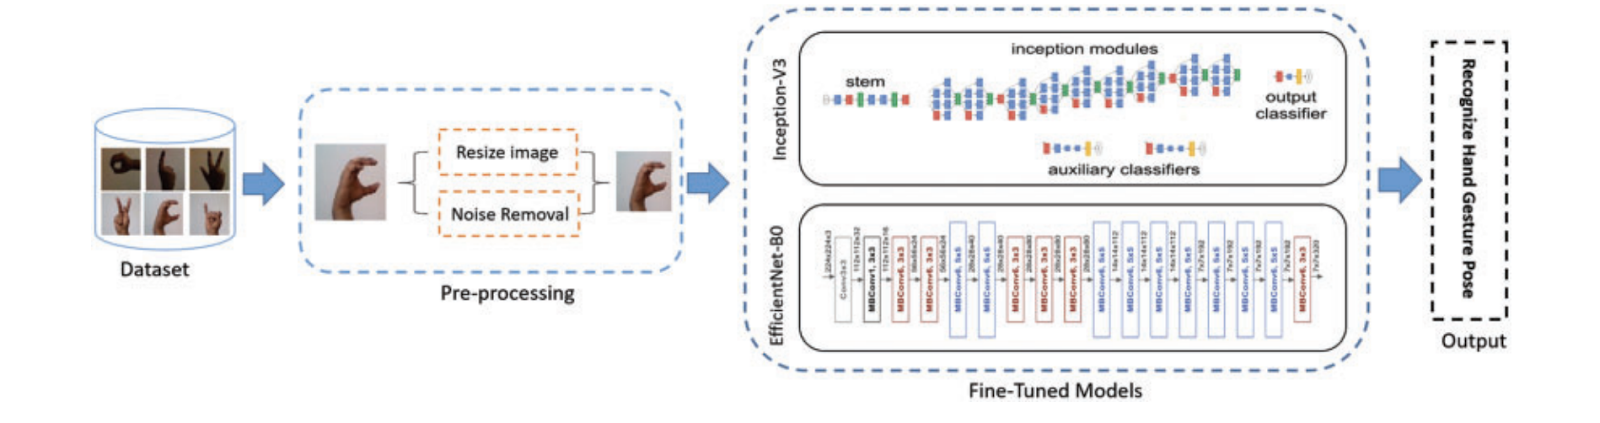 Dataset
Resize image
Noise Removal
Pre-processing
Inception-V3
stem
inception modules
output
classifier
auxiliary classifiers
EfficientNet-B0
224x224x3
Conv3x3
112x112x32
MBConv1, 3x3
112x112x16
MBConv6, 3x3
56x56x24
MBConv6, 3x3
56x56x24
MBConv6, 5x5
28x28x40
MBConv6, 5x5
28x28x40
MBConv6, 3x3
28x28x80
MBConv6, 3x3
28x28x80
MBConv6, 3x3
28x28x80
MBConv6, 5x5
14x14x112
MBConv6, 5x5
14x14x112
MBConv6, 5x5
14x14x112
MBConv6, 5x5
7x7x192
MBConv6, 5x5
7x7x192
MBConv6, 5x5
7x7x192
MBConv6, 5x5
7x7x192
MBConv6, 3x3
7x7x320
Fine-Tuned Models
Recognize Hand Gesture Pose
Output